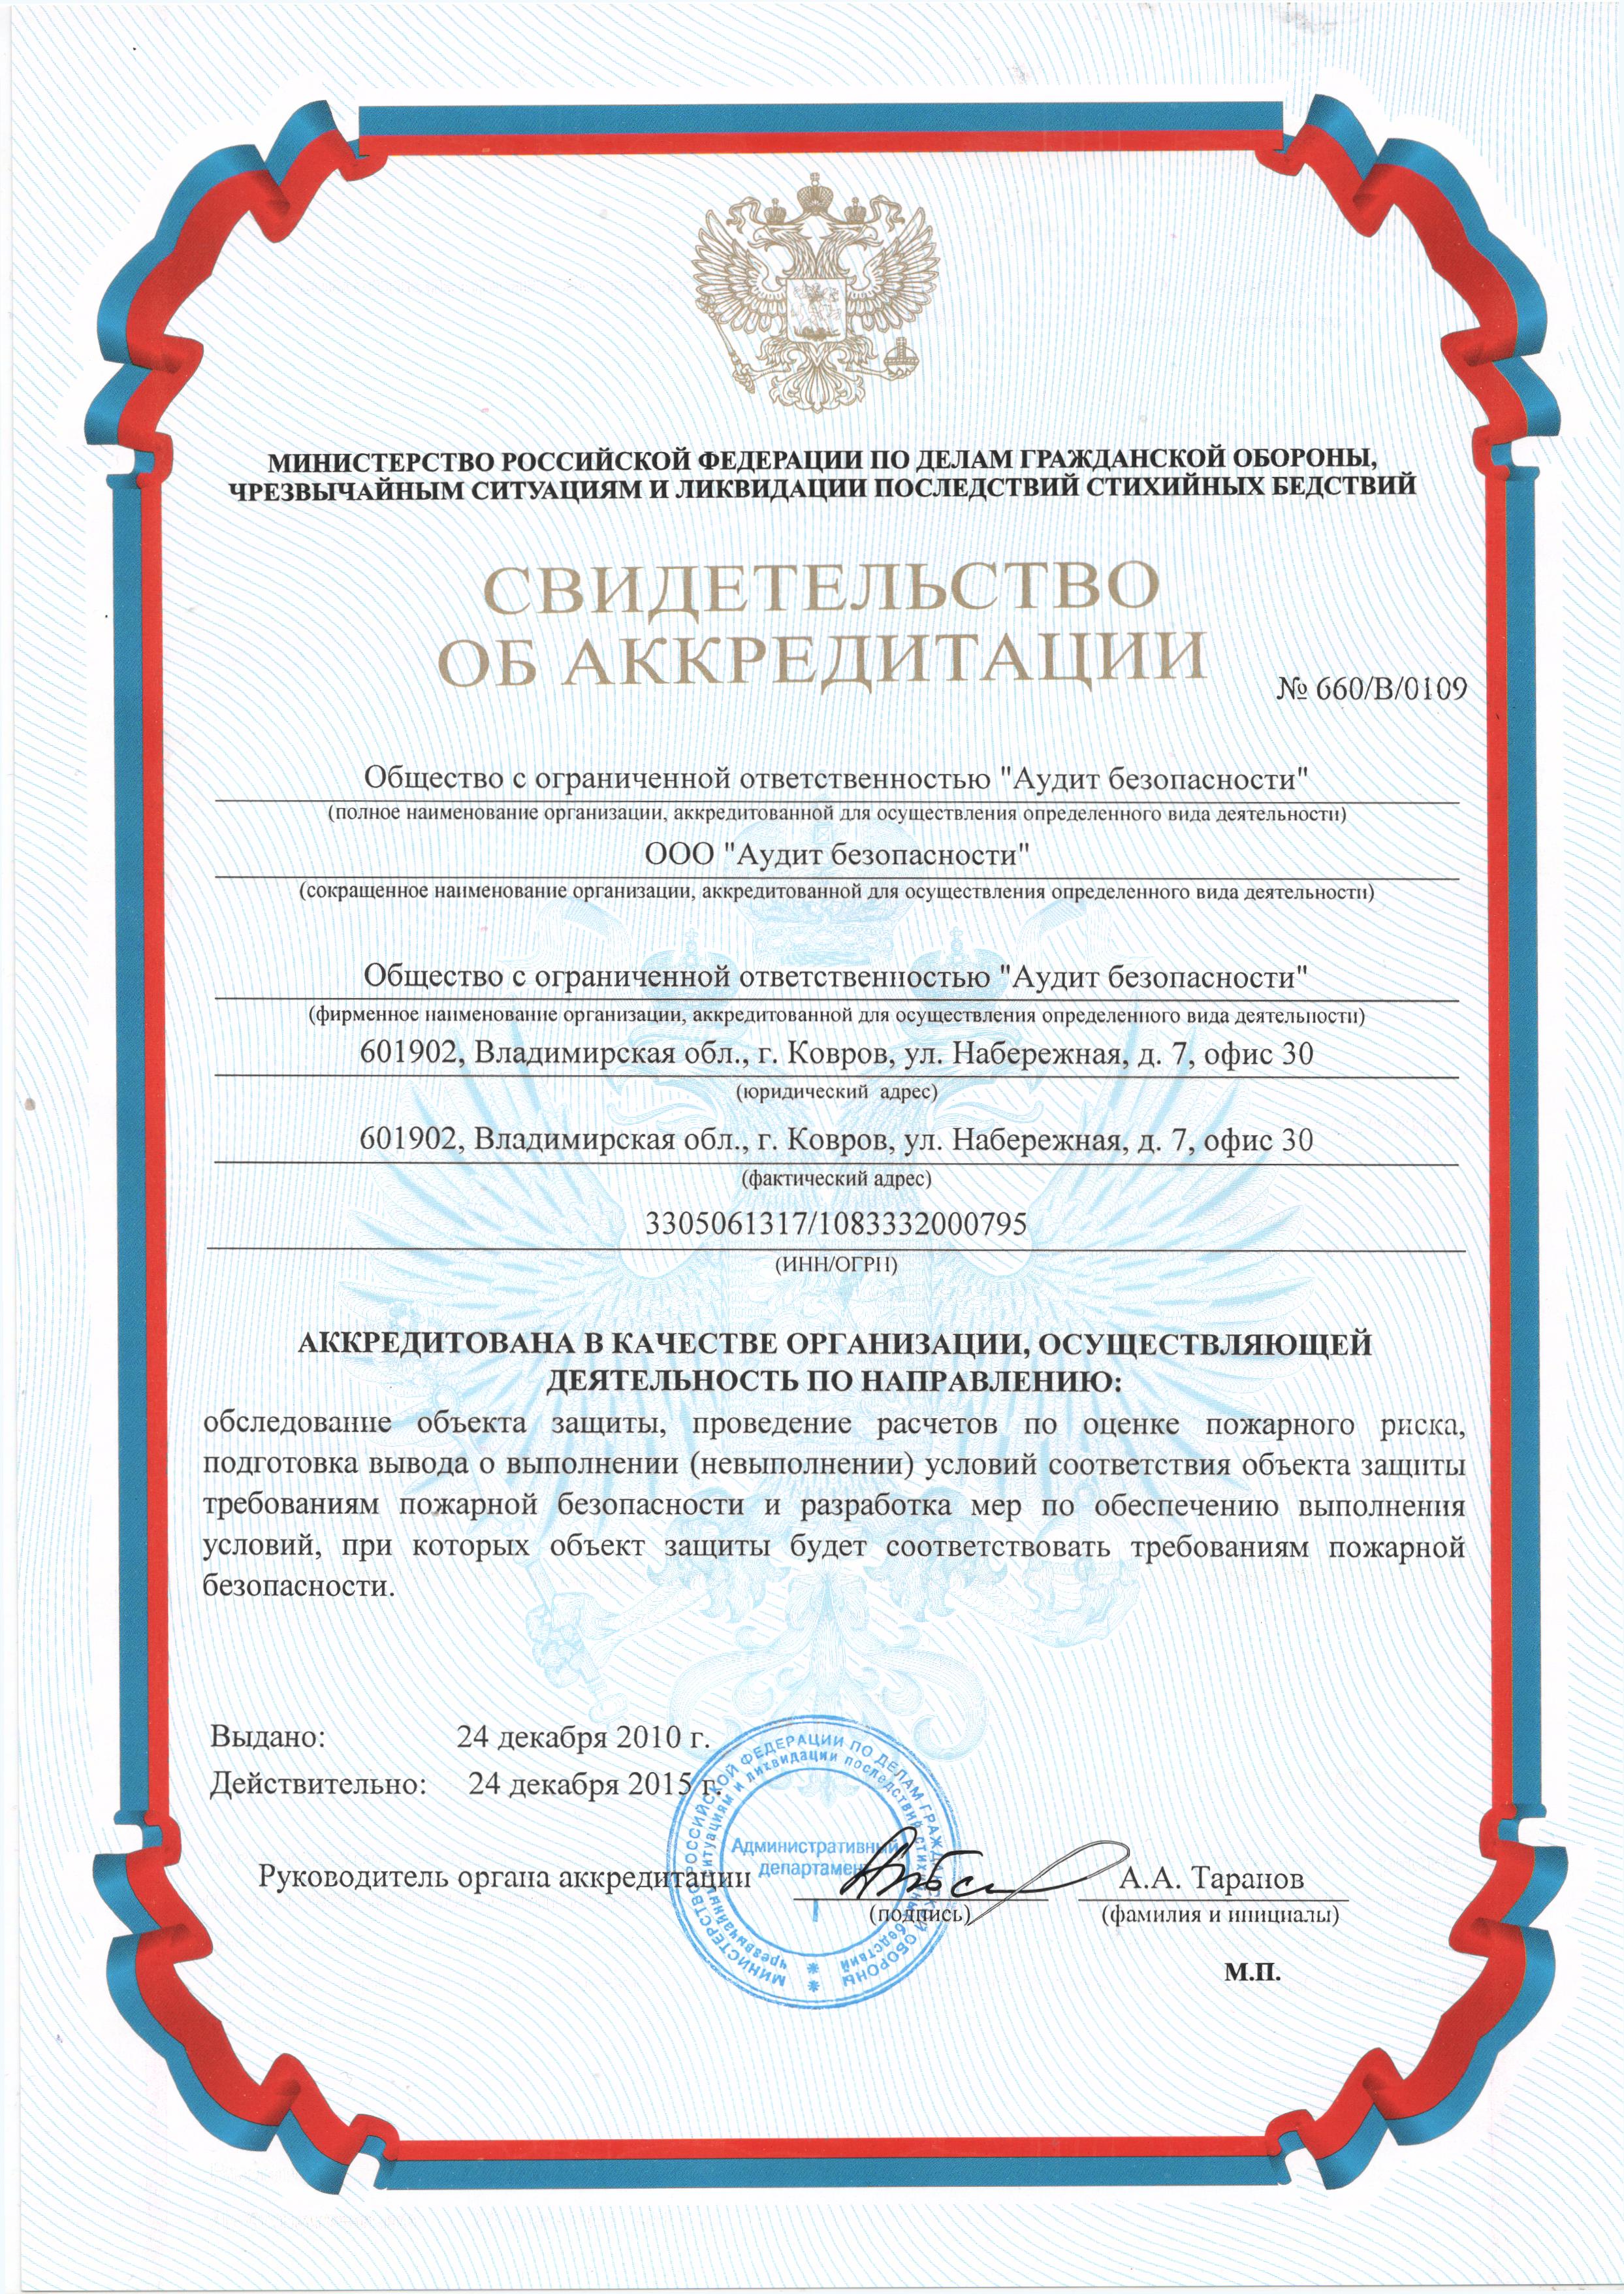 МИНИСТЕРСТВО РОССИЙСКОЙ ФЕДЕРАЦИИ ПО ДЕЛАМ ГРАЖДАНСКОЙ ОБОРОНЫ,
ЧРЕЗВЫЧАЙНЫМ СИТУАЦИЯМ И ЛИКВИДАЦИИ ПОСЛЕДСТВИЙ СТИХИЙНЫХ БЕДСТВИЙ
СВИДЕТЕЛЬСТВО
ОБ АККРЕДИТАЦИИ
№ 660/В/0109
Общество с ограниченной ответственностью "Аудит безопасности"
(полное наименование организации, аккредитованной для осуществления определенного вида деятельности)
ООО "Аудит безопасности"
(сокращенное наименование организации, аккредитованной для осуществления определенного вида деятельности)
Общество с ограниченной ответственностью "Аудит безопасности"
(фирменное наименование организации, аккредитованной для осуществления определенного вида деятельности)
601902, Владимирская обл., г. Ковров, ул. Набережная, д. 7, офис 30
(юридический адрес)
601902, Владимирская обл., г. Ковров, ул. Набережная, д. 7, офис 30
(фактический адрес)
3305061317/1083332000795
(ИНН/ОГРН)
АККРЕДИТОВАНА В КАЧЕСТВЕ ОРГАНИЗАЦИИ, ОСУЩЕСТВЛЯЮЩЕЙ
ДЕЯТЕЛЬНОСТЬ ПО НАПРАВЛЕНИЮ:
обследование объекта защиты, проведение расчетов по оценке пожарного риска,
подготовка вывода о выполнении (невыполнении) условий соответствия объекта защиты
требованиям пожарной безопасности и разработка мер по обеспечению выполнения
условий, при которых объект защиты будет соответствовать требованиям пожарной
безопасности.
Выдано: 24 декабря 2010 г.
Действительно: 24 декабря 2015 г.
МИНИСТЕРСТВО РОССИЙСКОЙ ФЕДЕРАЦИИ ПО ДЕЛАМ ГРАЖДАНСКОЙ ОБОРОНЫ
чрезвычайным ситуациям и ликвидации последствий стихийных бедствий
Административный
департамент
Руководитель органа аккредитации
А.А. Таранов
(подпись)
(фамилия и инициалы)
М.П.